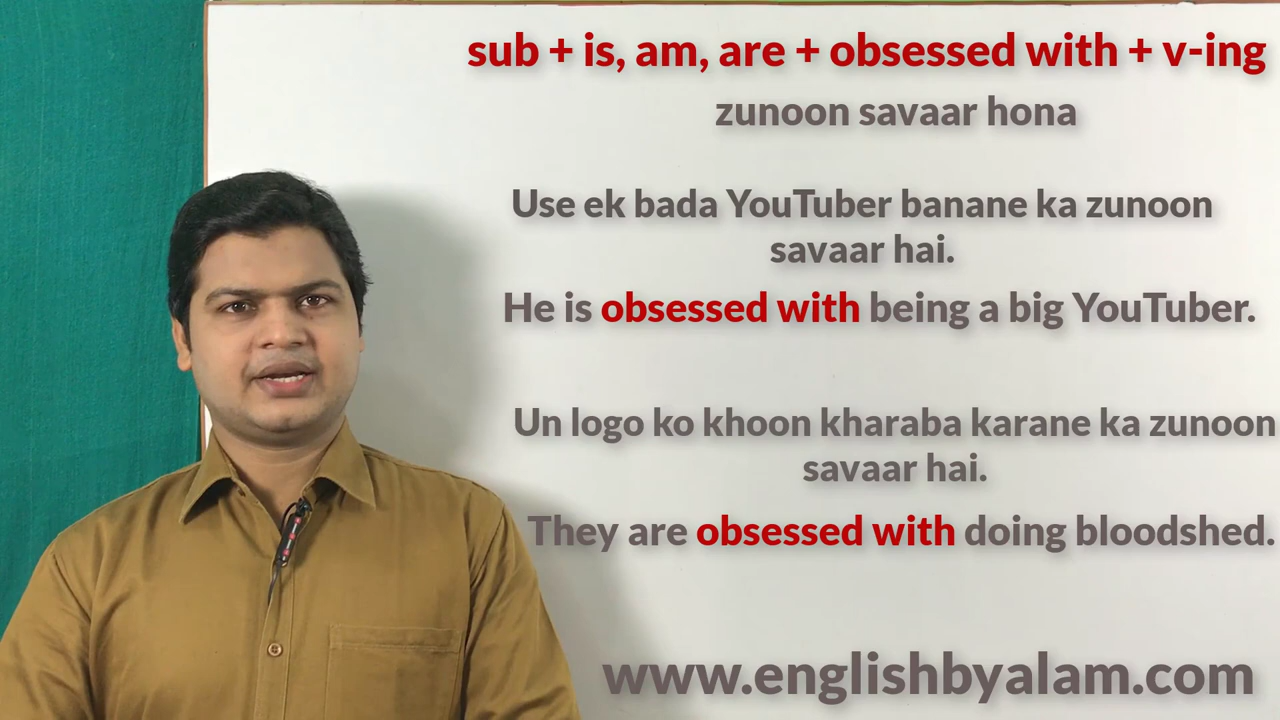 sub + is, am, are + obsessed with + v-ing
zunoon savaar hona
Use ek bada YouTuber banane ka zunoon
savaar hai.
He is obsessed with being a big YouTuber.
Un logo ko khoon kharaba karane ka zunoon
savaar hai.
They are obsessed with doing bloodshed.
www.englishbyalam.com